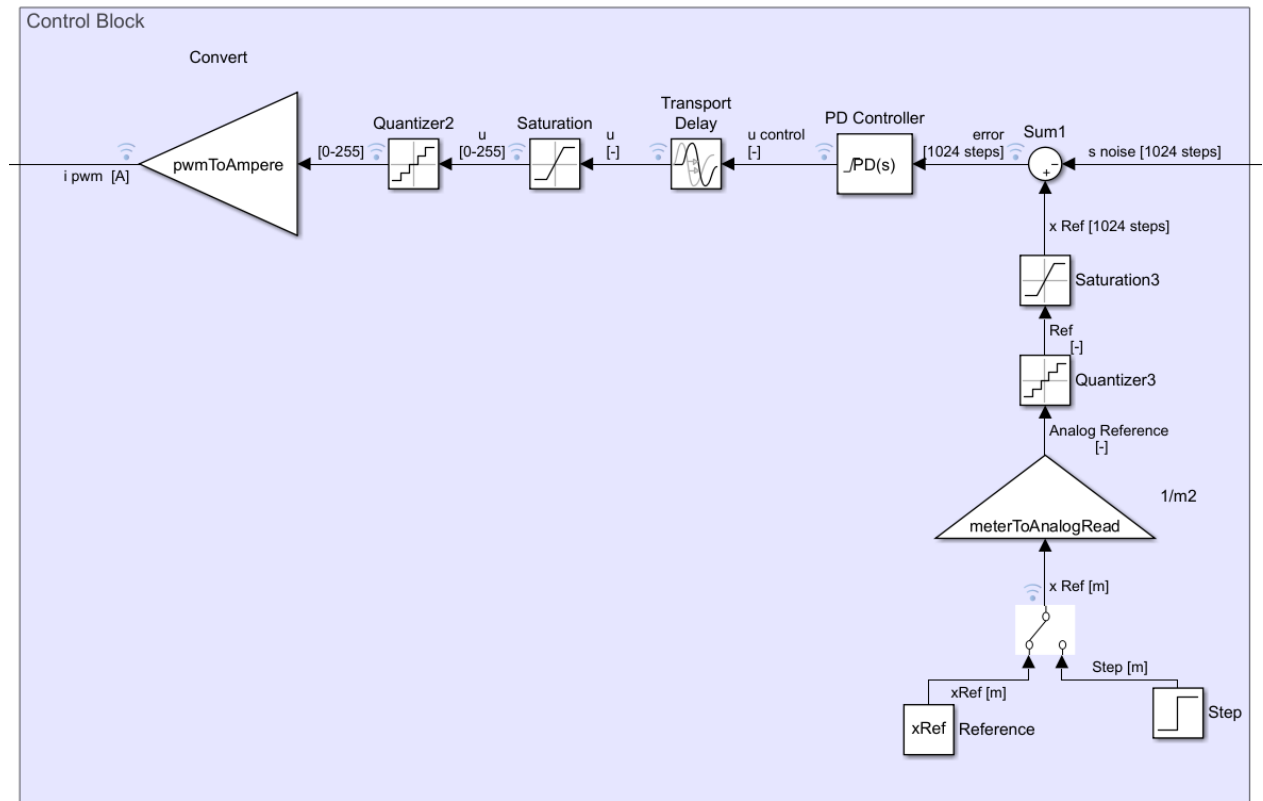 Control Block
Convert
pwmToAmpere
i pwm [A]
[0-255]
Quantizer2
u
[0-255]
Saturation
u
[-]
Transport
Delay
u control
[-]
PD Controller
PD(s)
error
[1024 steps]
Sum1
-
+
s noise [1024 steps]
x Ref [1024 steps]
Saturation3
Ref
[-]
Quantizer3
Analog Reference
[-]
1/m2
meterToAnalogRead
x Ref [m]
Step [m]
xRef [m]
Step
xRef
Reference